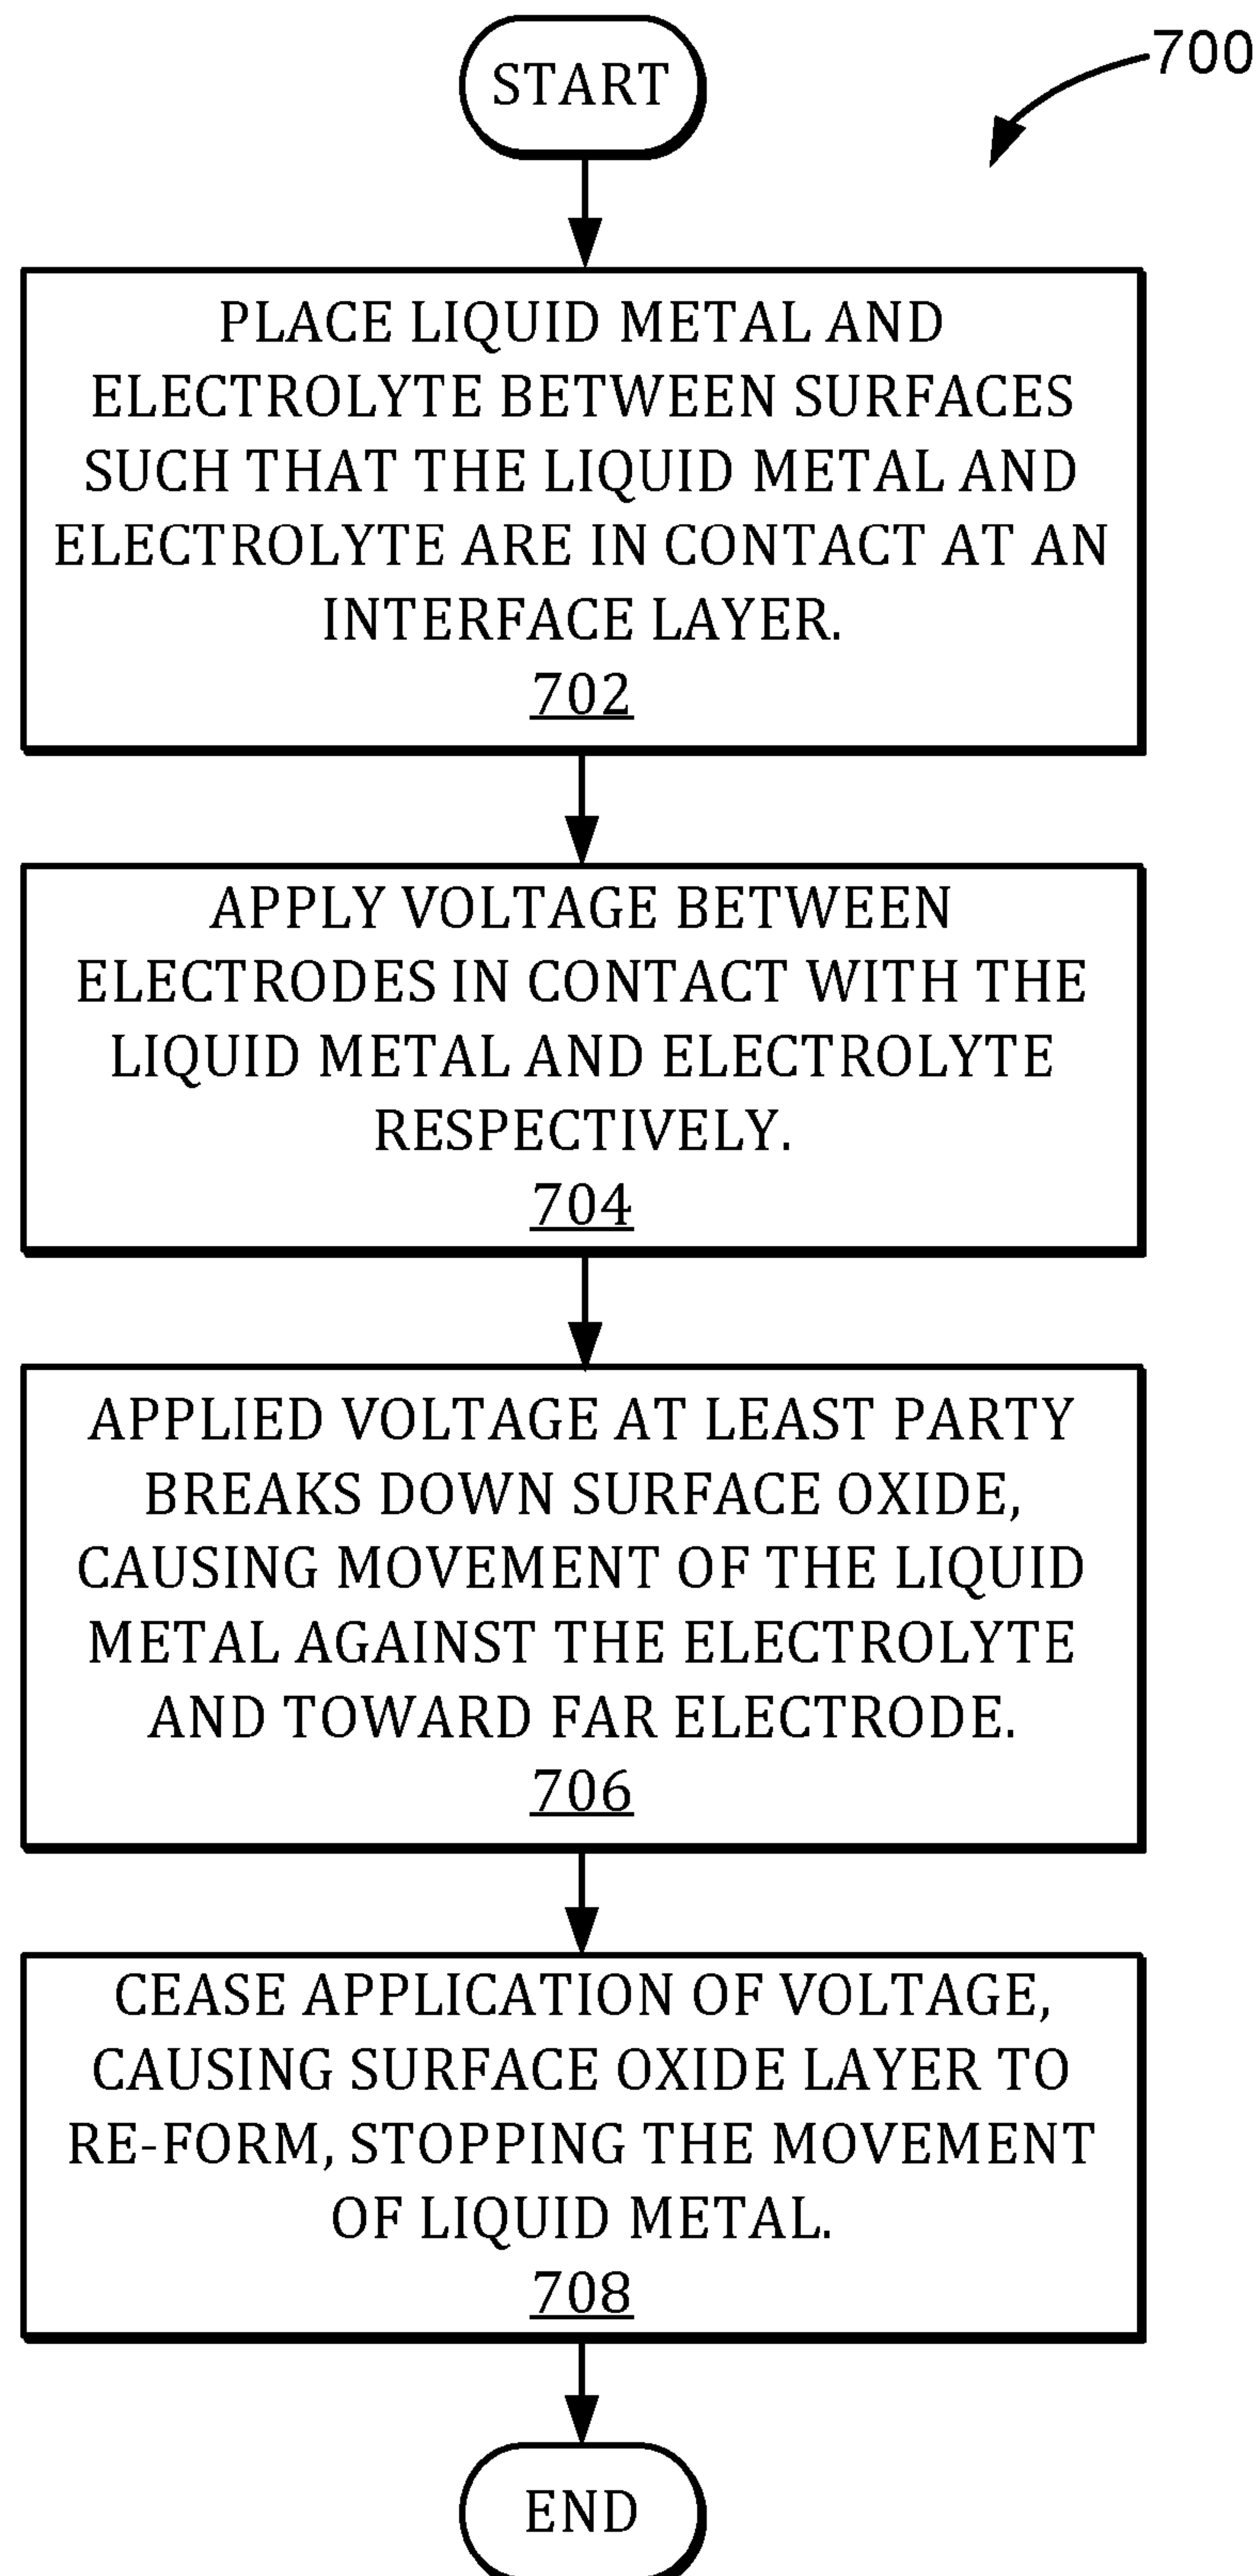 START
700
PLACE LIQUID METAL AND
ELECTROLYTE BETWEEN SURFACES
SUCH THAT THE LIQUID METAL AND
ELECTROLYTE ARE IN CONTACT AT AN
INTERFACE LAYER.
702
APPLY VOLTAGE BETWEEN
ELECTRODES IN CONTACT WITH THE
LIQUID METAL AND ELECTROLYTE
RESPECTIVELY.
704
APPLIED VOLTAGE AT LEAST PARTY
BREAKS DOWN SURFACE OXIDE,
CAUSING MOVEMENT OF THE LIQUID
METAL AGAINST THE ELECTROLYTE
AND TOWARD FAR ELECTRODE.
706
CEASE APPLICATION OF VOLTAGE,
CAUSING SURFACE OXIDE LAYER TO
RE-FORM, STOPPING THE MOVEMENT
OF LIQUID METAL.
708
END